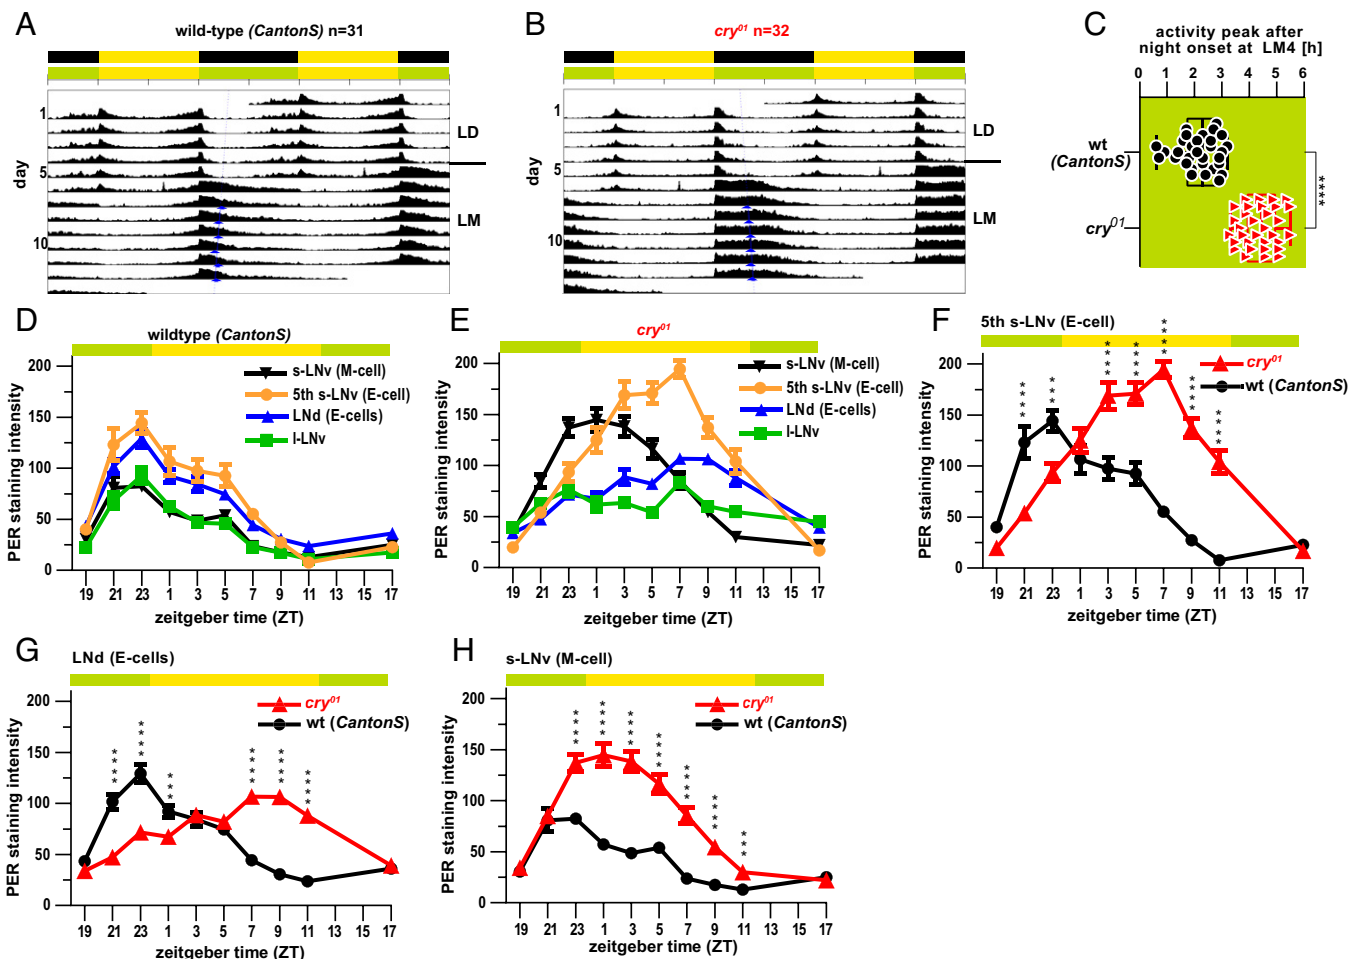 A
wild-type (CantonS) n=31
day
1
5
10
LD
LM
B
cry01 n=32
day
1
5
10
LD
LM
C
activity peak after
night onset at LM4 [h]
0 1 2 3 4 5 6
wt
(CantonS)
cry01
****
D
wildtype (CantonS)
PER staining intensity
200
150
100
50
0
s-LNv (M-cell)
5th s-LNv (E-cell)
LNd (E-cells)
l-LNv
19 21 23 1 3 5 7 9 11 13 15 17
zeitgeber time (ZT)
E
cry01
PER staining intensity
200
150
100
50
0
s-LNv (M-cell)
5th s-LNv (E-cell)
LNd (E-cells)
l-LNv
19 21 23 1 3 5 7 9 11 13 15 17
zeitgeber time (ZT)
F
5th s-LNv (E-cell)
PER staining intensity
200
150
100
50
0
cry01
wt (CantonS)
**** *** **** **** **** **** ****
19 21 23 1 3 5 7 9 11 13 15 17
zeitgeber time (ZT)
G
LNd (E-cells)
PER staining intensity
200
150
100
50
0
cry01
wt (CantonS)
**** **** *** **** **** ****
19 21 23 1 3 5 7 9 11 13 15 17
zeitgeber time (ZT)
H
s-LNv (M-cell)
PER staining intensity
200
150
100
50
0
cry01
wt (CantonS)
**** **** **** **** **** **** ***
19 21 23 1 3 5 7 9 11 13 15 17
zeitgeber time (ZT)